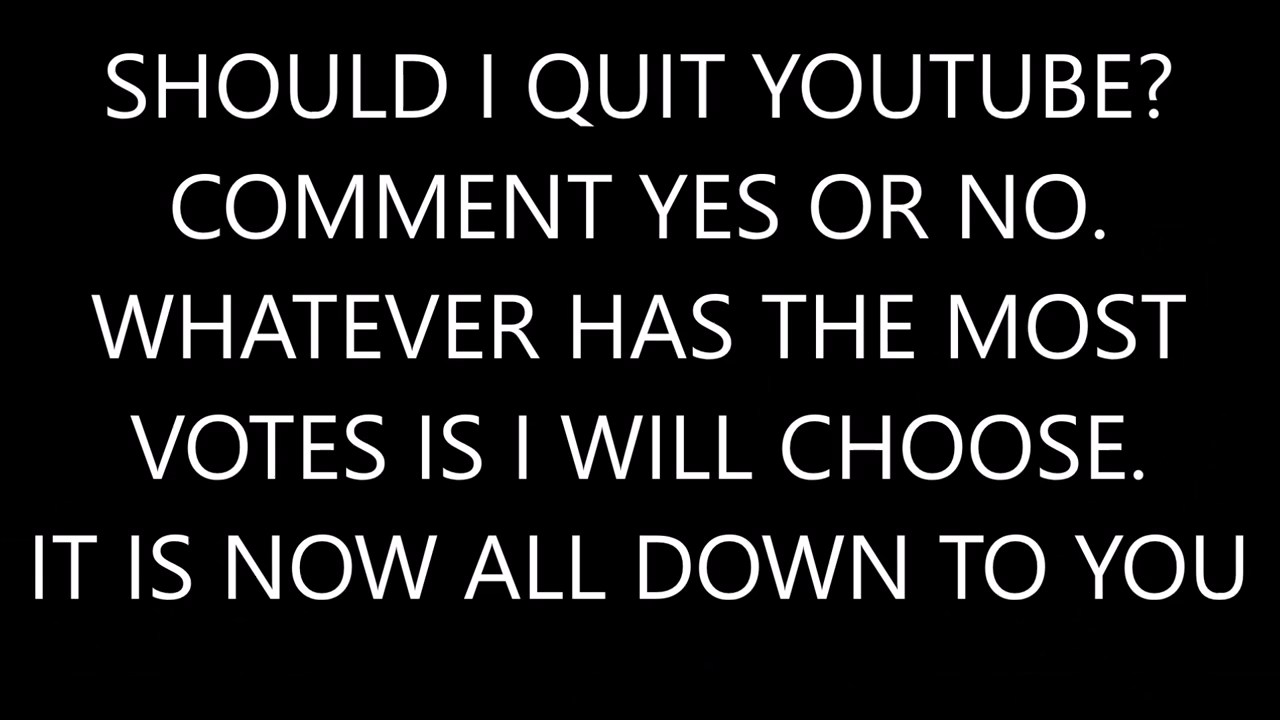 SHOULD I QUIT YOUTUBE?
COMMENT YES OR NO.
WHATEVER HAS THE MOST
VOTES IS I WILL CHOOSE.
IT IS NOW ALL DOWN TO YOU